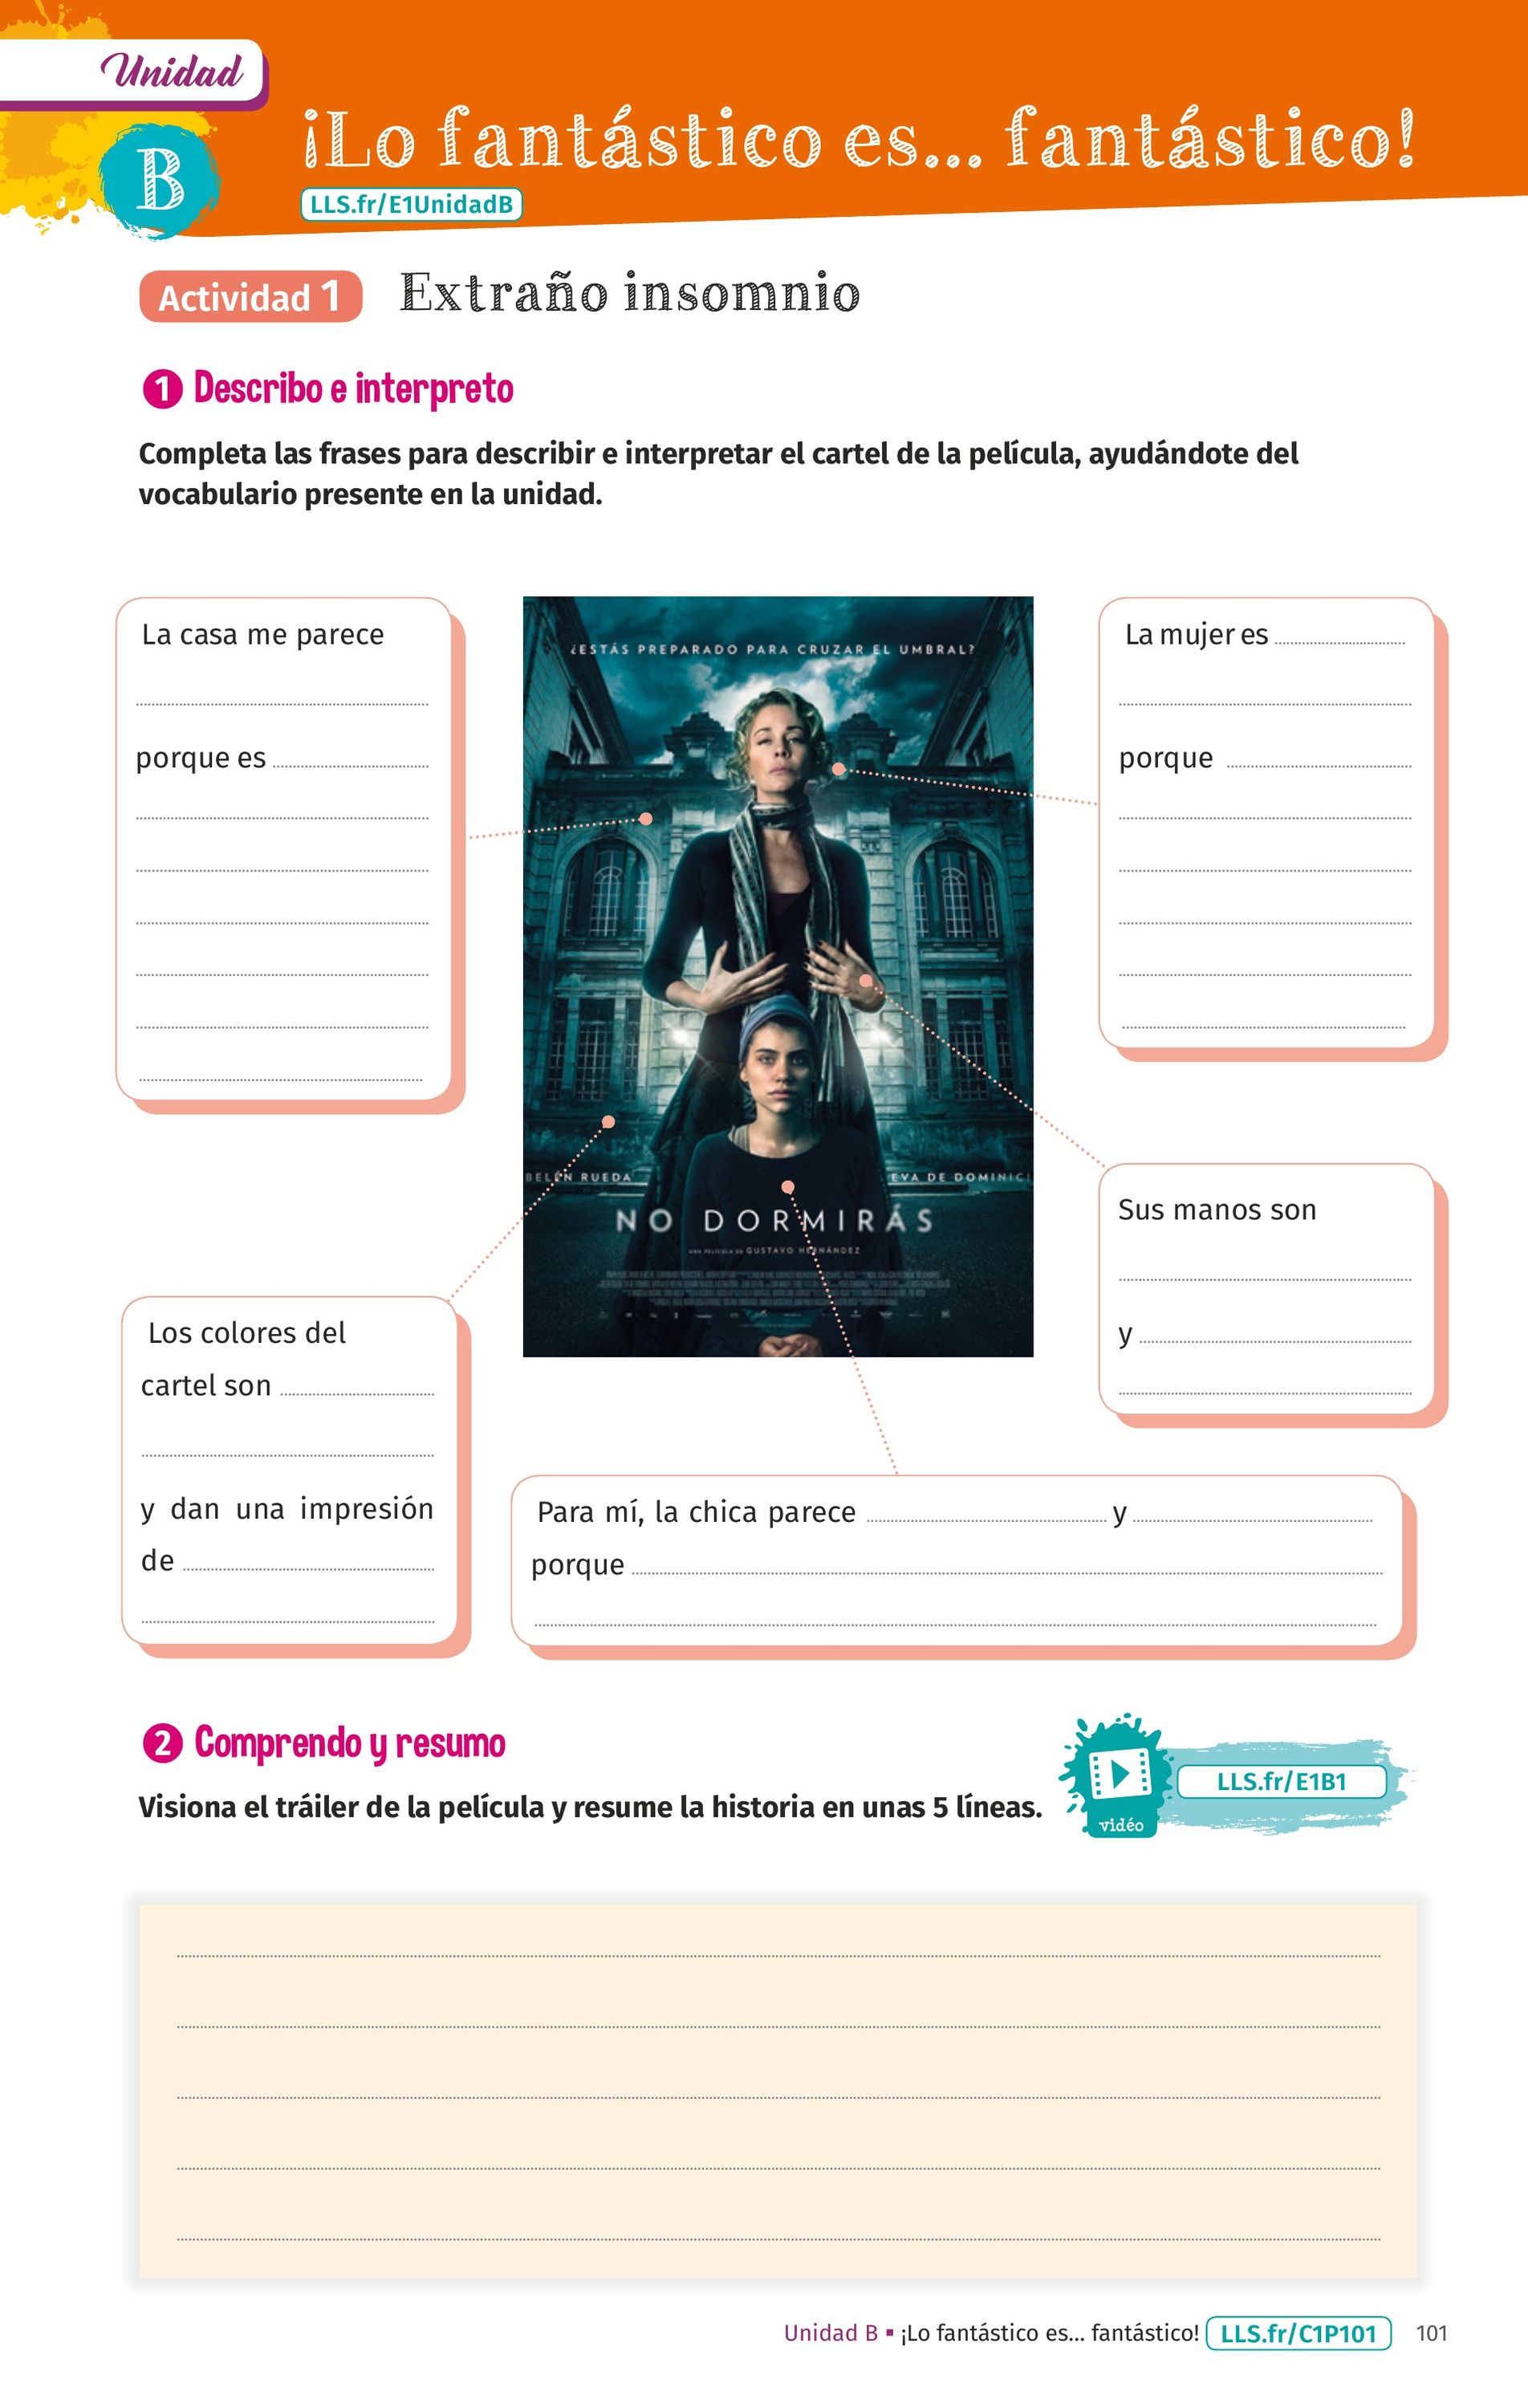 Unidad
B
¡Lo fantástico es... fantástico!
LLS.fr/E1UnidadB
Actividad 1 Extraño insomnio
1 Describo e interpreto
Completa las frases para describir e interpretar el cartel de la película, ayudándote del
vocabulario presente en la unidad.
La casa me parece
porque es
¿ESTÁS PREPARADO PARA CRUZAR EL UMBRAL?
BELÉN RUEDA
EVA DE DOMINICI
NO DORMIRÁS
UNA PELÍCULA DE GUSTAVO HERNÁNDEZ
La mujer es
porque
Sus manos son
y
Los colores del
cartel son
y dan una impresión
de
Para mí, la chica parece y
porque
2 Comprendo y resumo
Visiona el tráiler de la película y resume la historia en unas 5 líneas.
vidéo
LLS.fr/E1B1
Unidad B ▪ ¡Lo fantástico es... fantástico! LLS.fr/C1P101 101